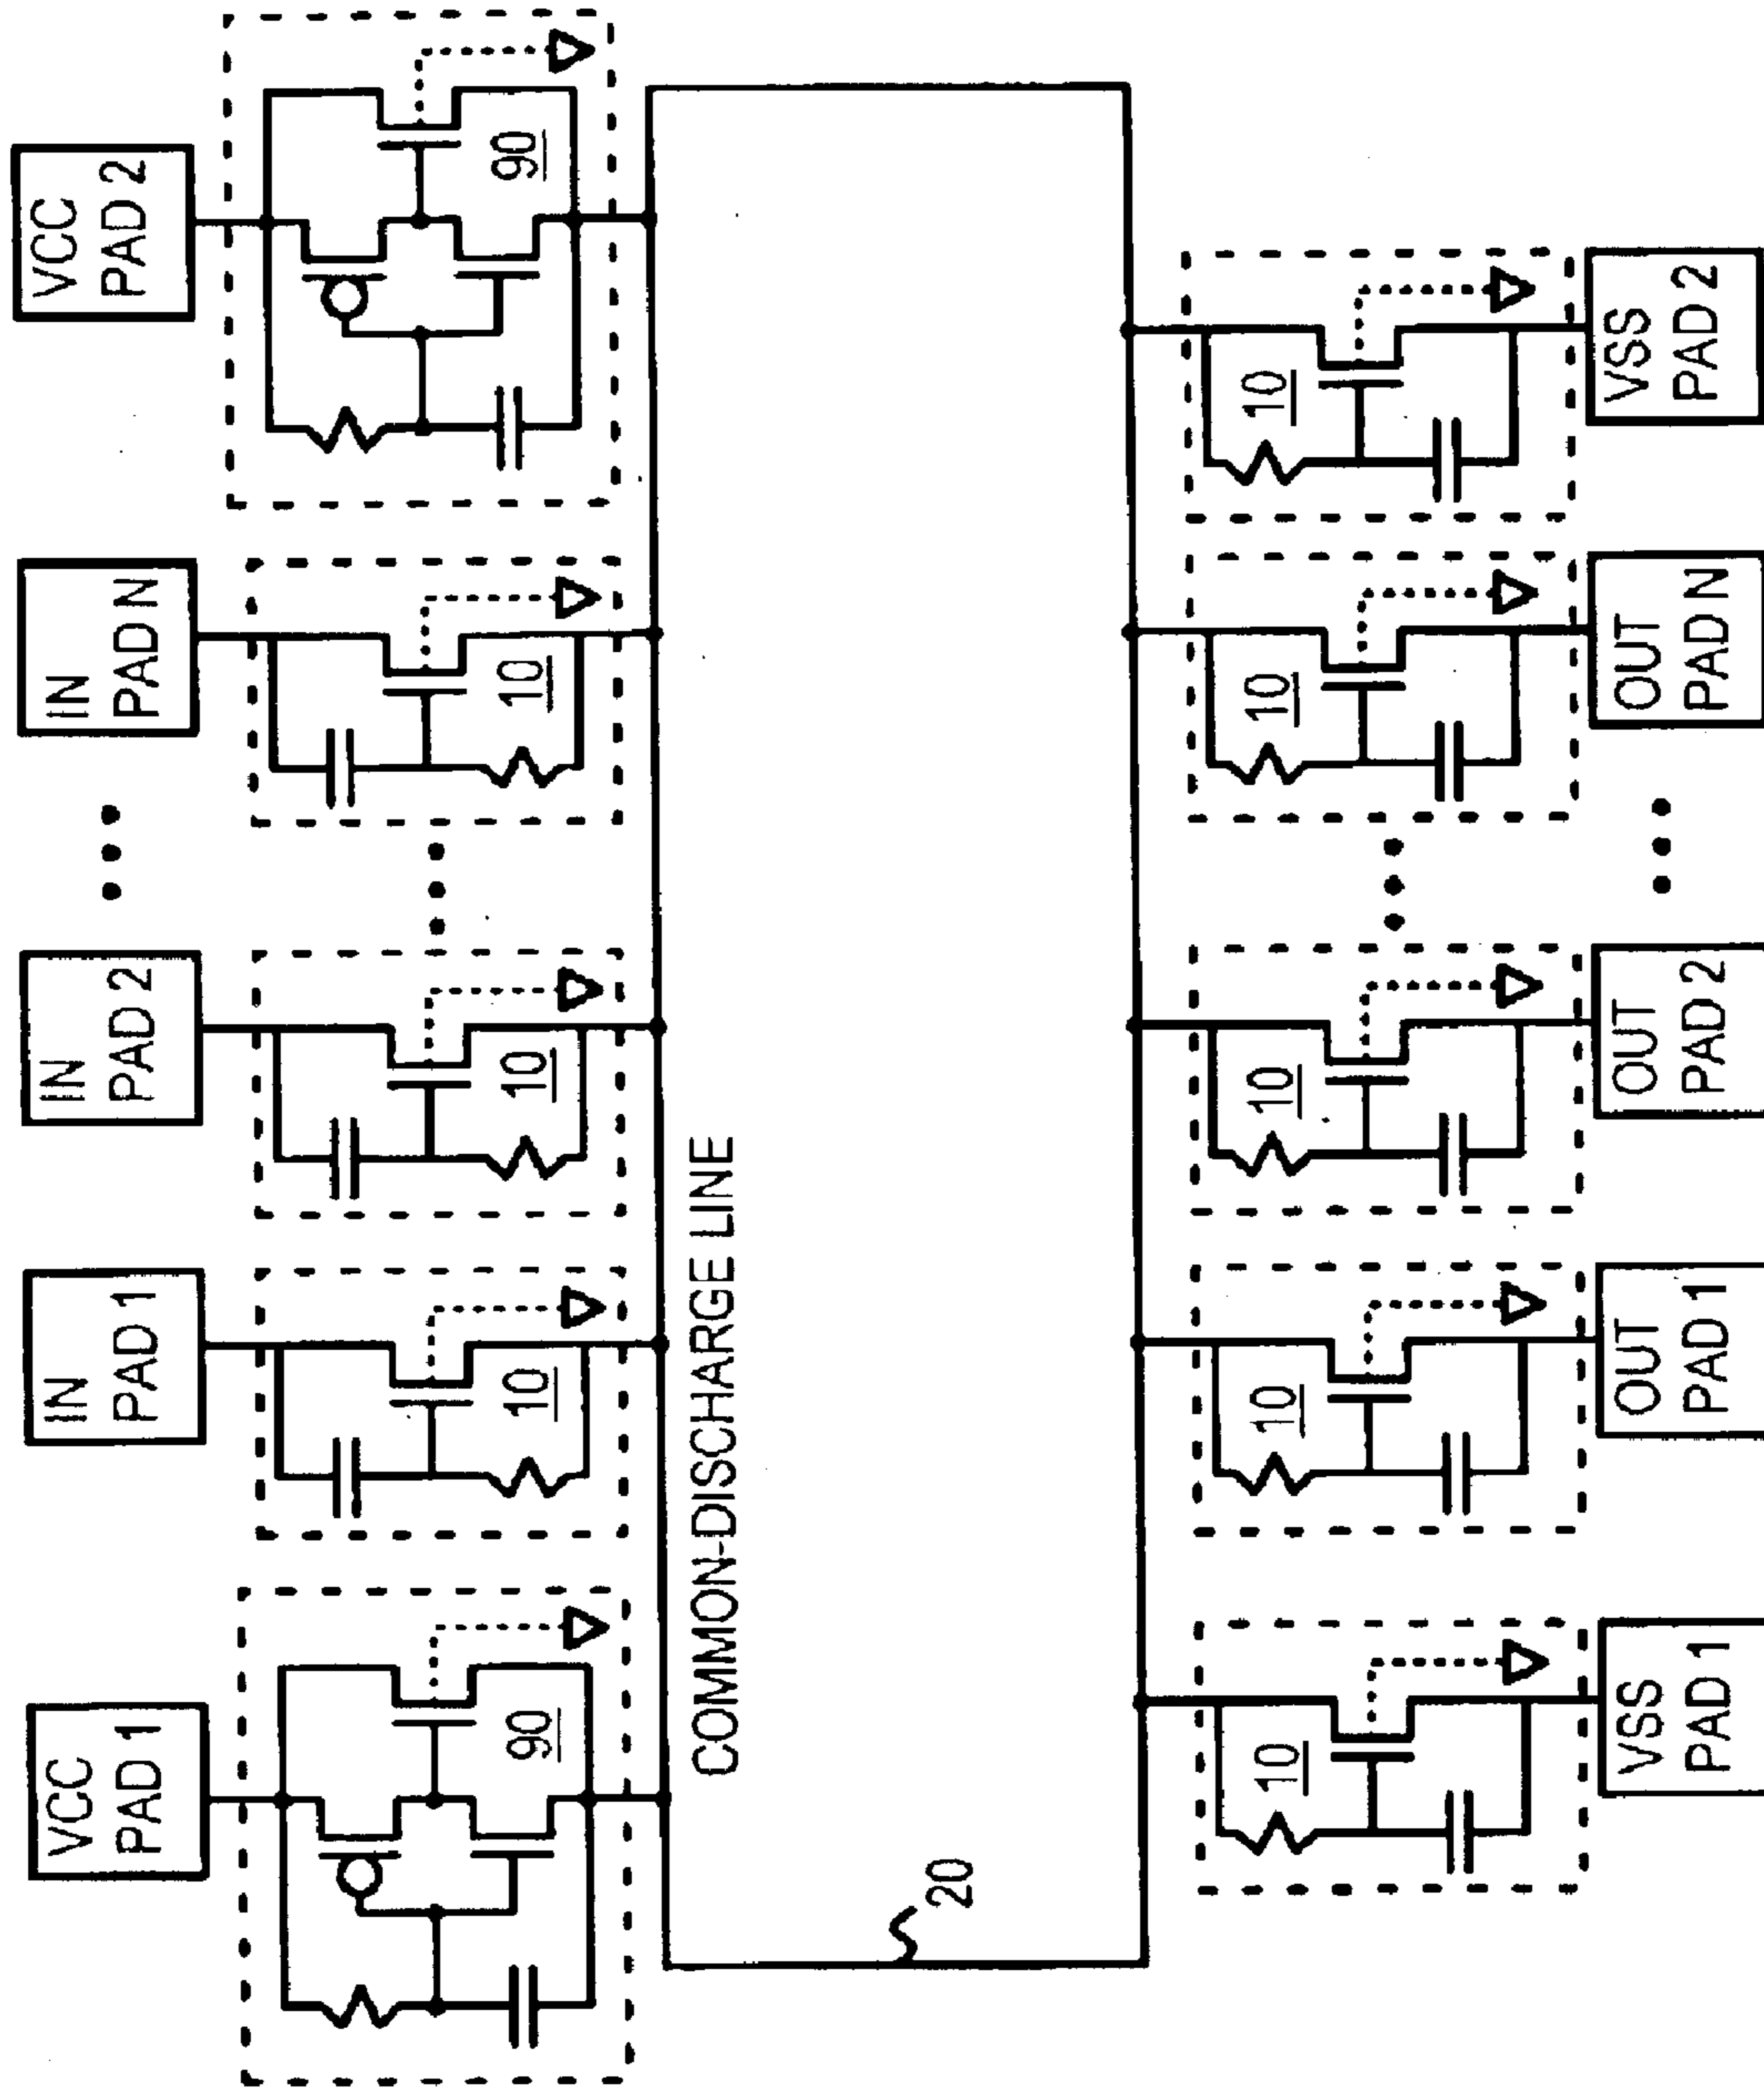 VCC
PAD 1
IN
PAD 1
IN
PAD 2
IN
PAD N
VCC
PAD 2
90
10
10
10
90
COMMON-DISCHARGE LINE
20
10
10
10
10
10
VSS
PAD 1
OUT
PAD 1
OUT
PAD 2
OUT
PAD N
VSS
PAD 2